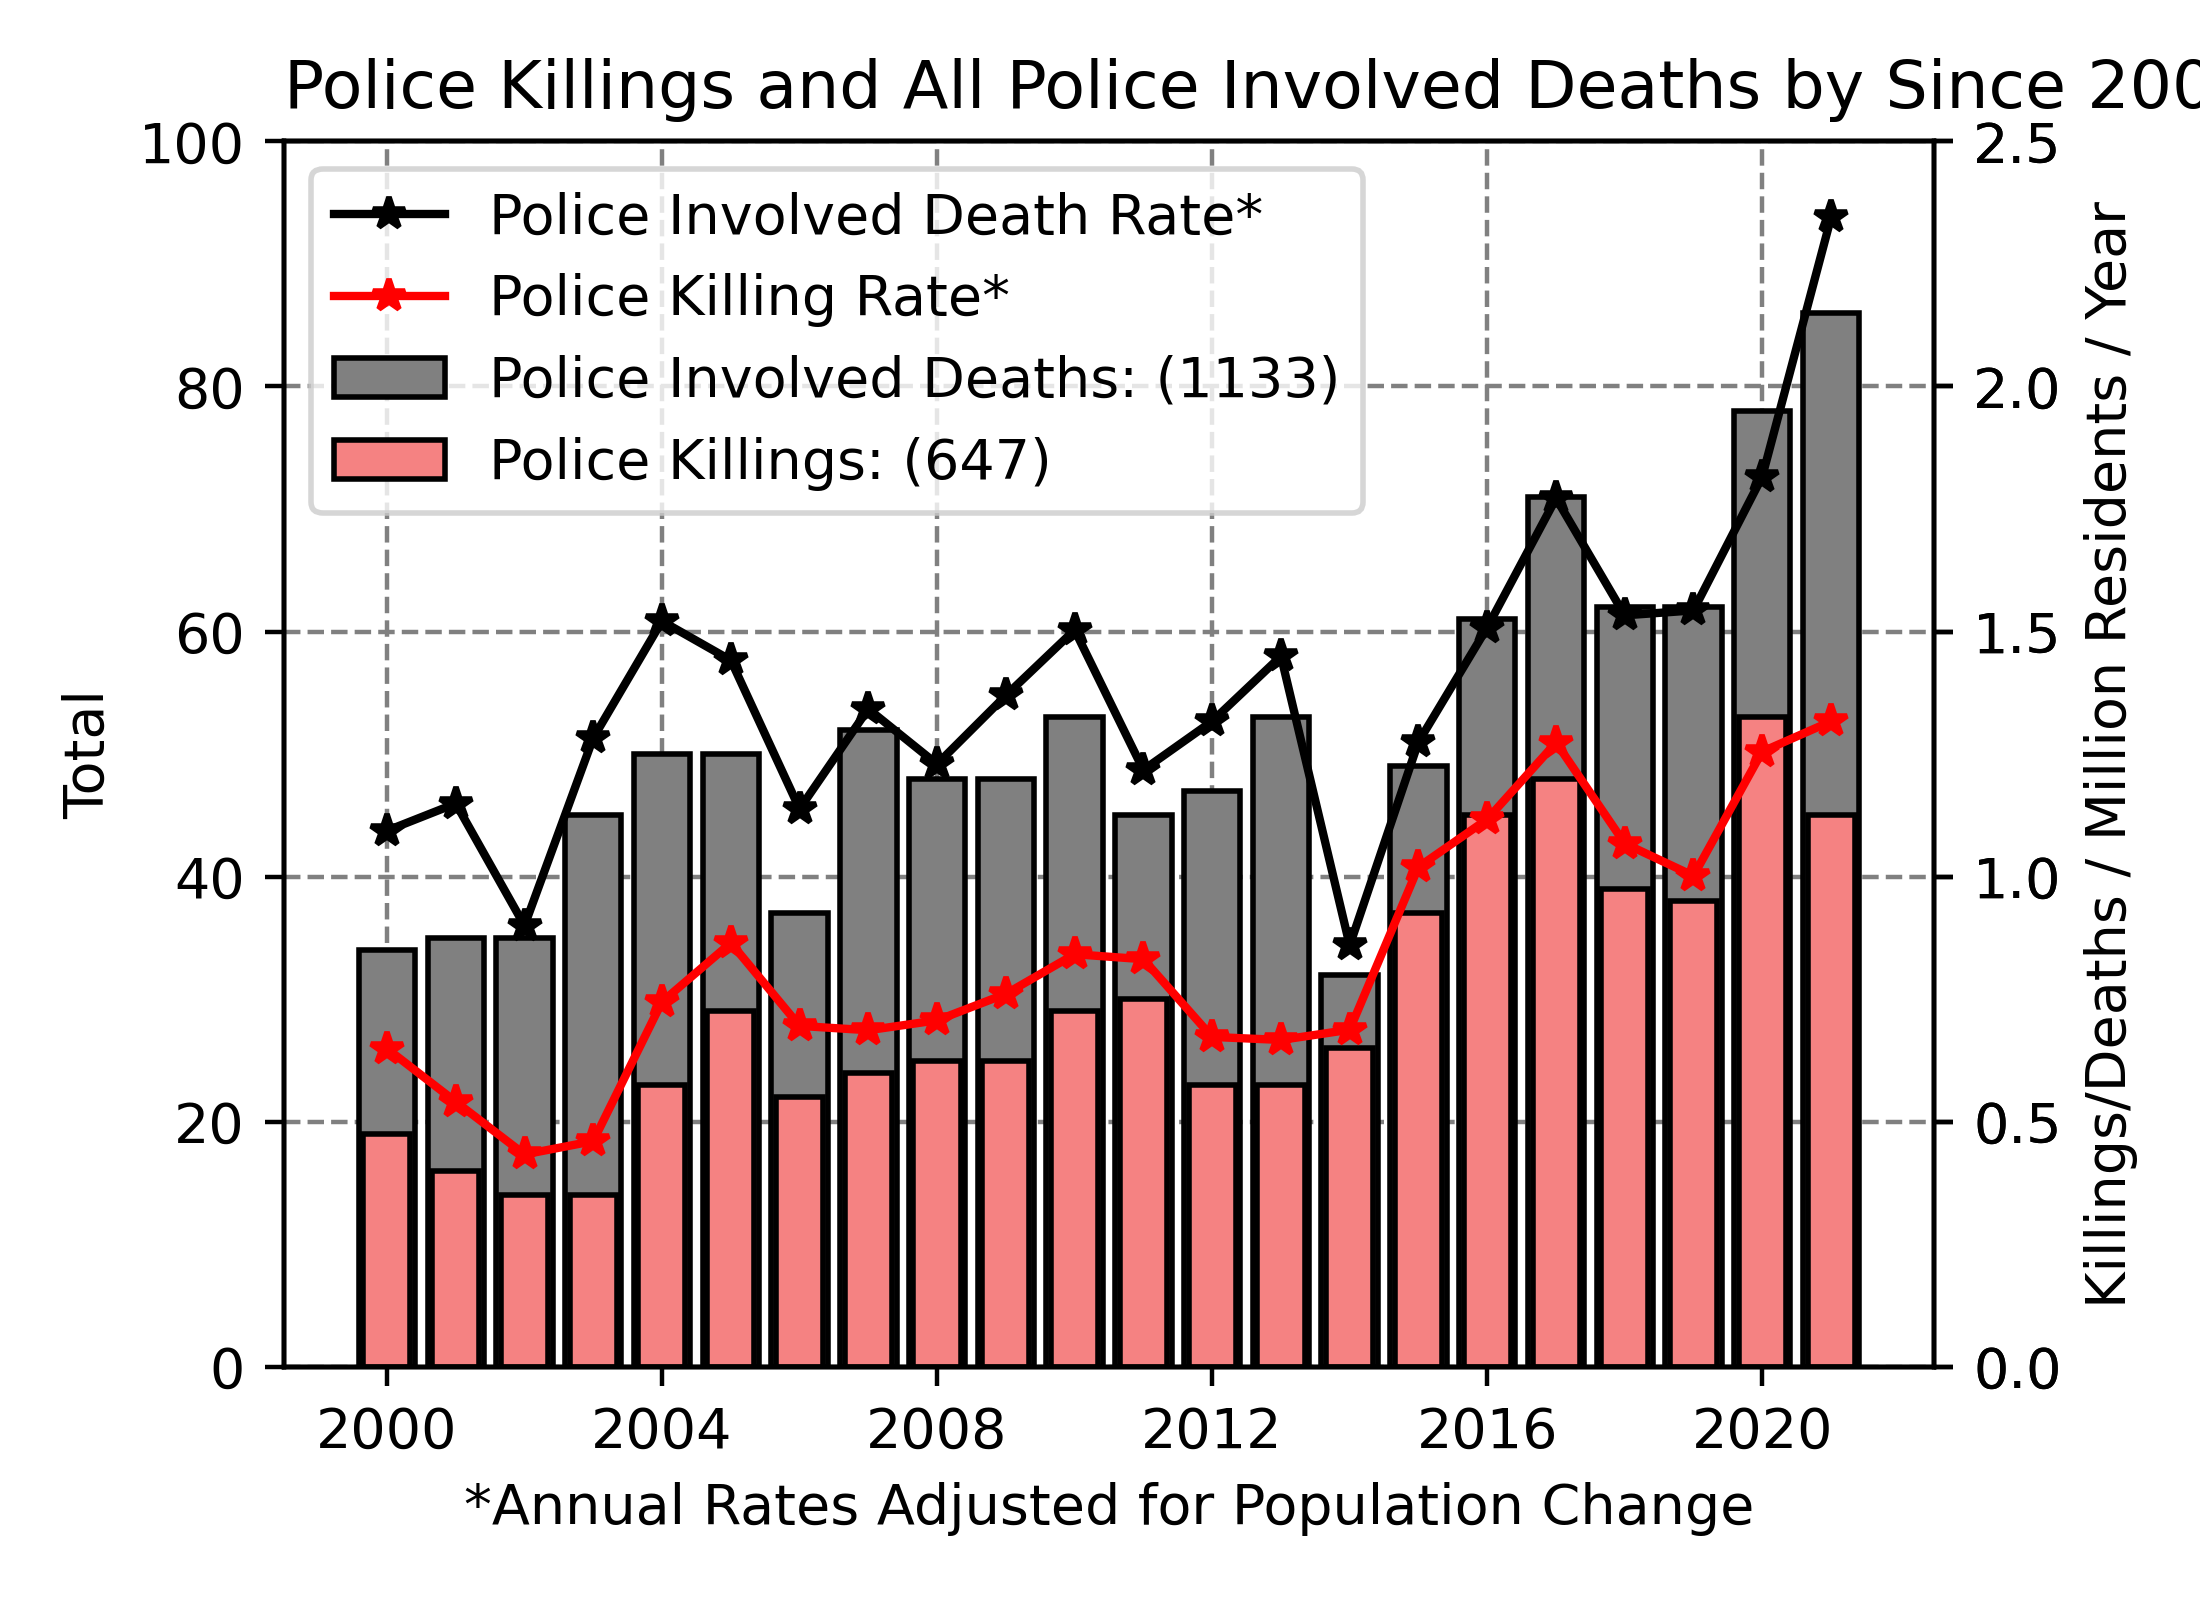 Police Killings and All Police Involved Deaths by Since 200
100
80
60
40
20
0
Total
2.5
2.0
1.5
1.0
0.5
0.0
Killings/Deaths / Million Residents / Year
Police Involved Death Rate*
Police Killing Rate*
Police Involved Deaths: (1133)
Police Killings: (647)
2000 2004 2008 2012 2016 2020
*Annual Rates Adjusted for Population Change